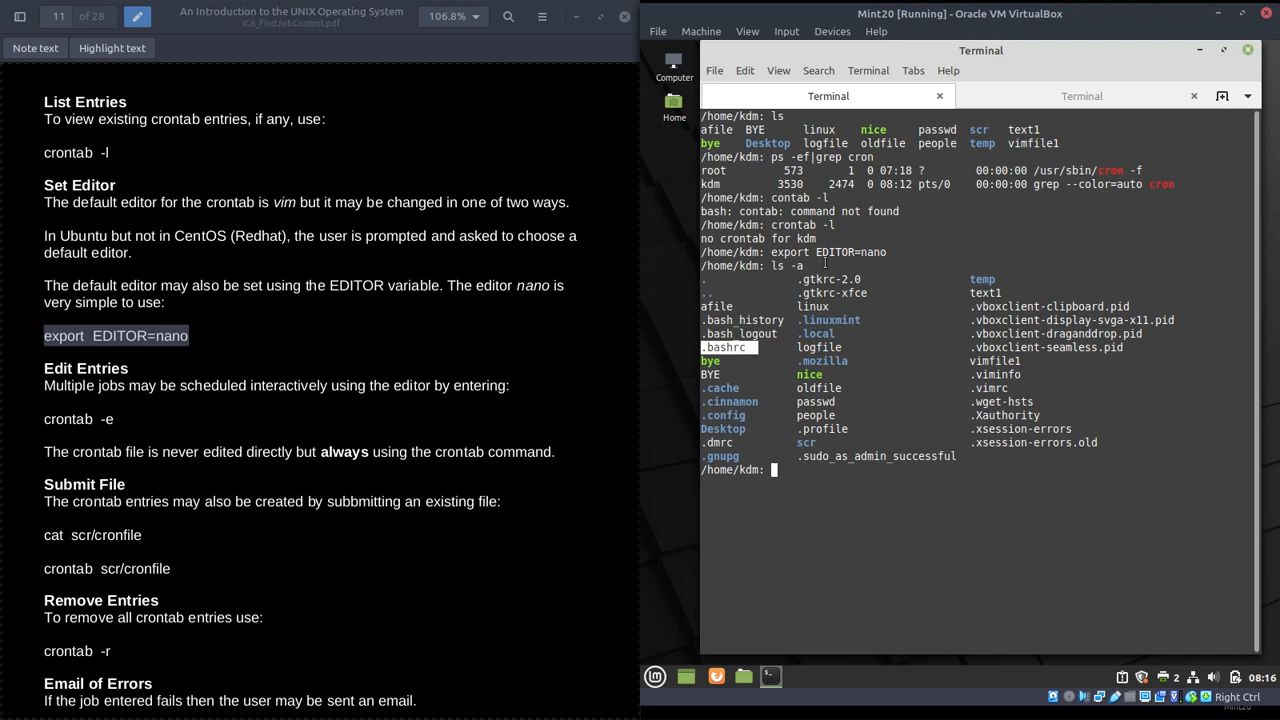 11 of 28
An Introduction to the UNIX Operating System
IC6_FindJobControl.pdf
106.8%
Note text
Highlight text
List Entries
To view existing crontab entries, if any, use:
crontab -l
Set Editor
The default editor for the crontab is vim but it may be changed in one of two ways.
In Ubuntu but not in CentOS (Redhat), the user is prompted and asked to choose a
default editor.
The default editor may also be set using the EDITOR variable. The editor nano is
very simple to use:
export EDITOR=nano
Edit Entries
Multiple jobs may be scheduled interactively using the editor by entering:
crontab -e
The crontab file is never edited directly but always using the crontab command.
Submit File
The crontab entries may also be created by subbmitting an existing file:
cat scr/cronfile
crontab scr/cronfile
Remove Entries
To remove all crontab entries use:
crontab -r
Email of Errors
If the job entered fails then the user may be sent an email.
Mint20 [Running] - Oracle VM VirtualBox
File Machine View Input Devices Help
Computer
Home
Terminal
File Edit View Search Terminal Tabs Help
Terminal
Terminal
/home/kdm: ls
afile BYE linux nice passwd scr text1
bye Desktop logfile oldfile people temp vimfile1
/home/kdm: ps -ef|grep cron
root 573 1 0 07:18 ? 00:00:00 /usr/sbin/cron -f
kdm 3530 2474 0 08:12 pts/0 00:00:00 grep --color=auto cron
/home/kdm: contab -l
bash: contab: command not found
/home/kdm: crontab -l
no crontab for kdm
/home/kdm: export EDITOR=nano
/home/kdm: ls -a
. .gtkrc-2.0 temp
.. .gtkrc-xfce text1
afile linux .vboxclient-clipboard.pid
.bash_history .linuxmint .vboxclient-display-svga-x11.pid
.bash_logout .local .vboxclient-draganddrop.pid
.bashrc logfile .vboxclient-seamless.pid
bye .mozilla vimfile1
BYE nice .viminfo
.cache oldfile .vimrc
.cinnamon passwd .wget-hsts
.config people .Xauthority
Desktop .profile .xsession-errors
.dmrc scr .xsession-errors.old
.gnupg .sudo_as_admin_successful
/home/kdm:
2
08:16
Right Ctrl
Mint20